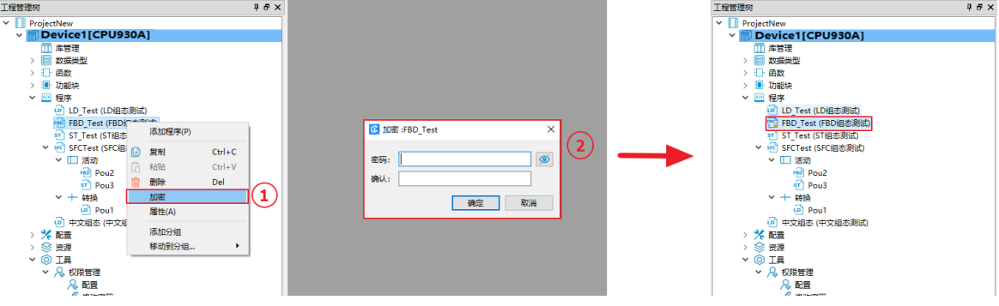 工程管理树
ProjectNew
Device1[CPU930A]
库管理
数据类型
函数
功能块
程序
LD_Test (LD组态测试)
FBD_Test (FBD组态测试)
ST_Test (ST组态
SFCTest (SFC组态
活动
Pou2
Pou3
转换
Pou1
中文组态 (中文组态
配置
资源
工具
权限管理
配置
添加程序(P)
复制 Ctrl+C
粘贴 Ctrl+V
删除 Del
加密
属性(A)
添加分组
移动到分组...
1
加密 :FBD_Test
密码:
确认:
确定 取消
2
工程管理树
ProjectNew
Device1[CPU930A]
库管理
数据类型
函数
功能块
程序
LD_Test (LD组态测试)
FBD_Test (FBD组态测试)
ST_Test (ST组态测试)
SFCTest (SFC组态测试)
活动
Pou2
Pou3
转换
Pou1
中文组态 (中文组态测试)
配置
资源
工具
权限管理
配置